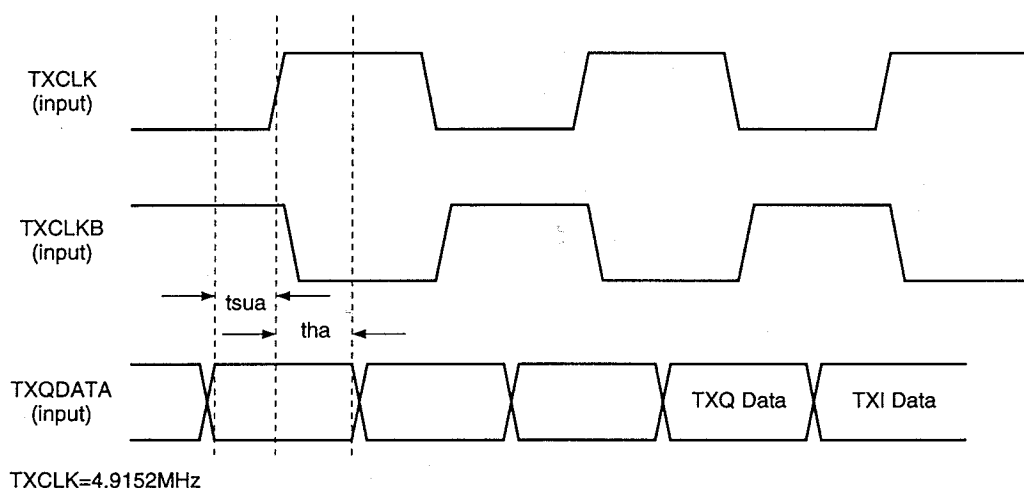 TXCLK
(input)
TXCLKB
(input)
tsua
tha
TXQDATA
(input)
TXQ Data
TXI Data
TXCLK=4.9152MHz